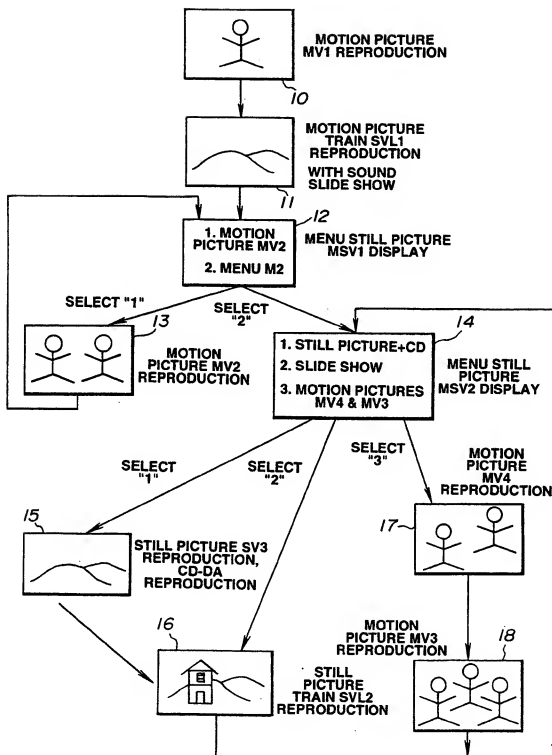 MOTION PICTURE
MV1 REPRODUCTION
10
MOTION PICTURE
TRAIN SVL1
REPRODUCTION
WITH SOUND
SLIDE SHOW
11
12
1. MOTION
PICTURE MV2
2. MENU M2
MENU STILL PICTURE
MSV1 DISPLAY
SELECT "1"
SELECT
"2"
13
MOTION
PICTURE MV2
REPRODUCTION
14
1. STILL PICTURE+CD
2. SLIDE SHOW
3. MOTION PICTURES
MV4 & MV3
MENU STILL
PICTURE
MSV2 DISPLAY
SELECT
"1"
SELECT
"2"
SELECT
"3"
MOTION
PICTURE
MV4
REPRODUCTION
15
STILL PICTURE SV3
REPRODUCTION,
CD-DA
REPRODUCTION
17
16
STILL
PICTURE
TRAIN SVL2
REPRODUCTION
MOTION
PICTURE MV3
REPRODUCTION
18